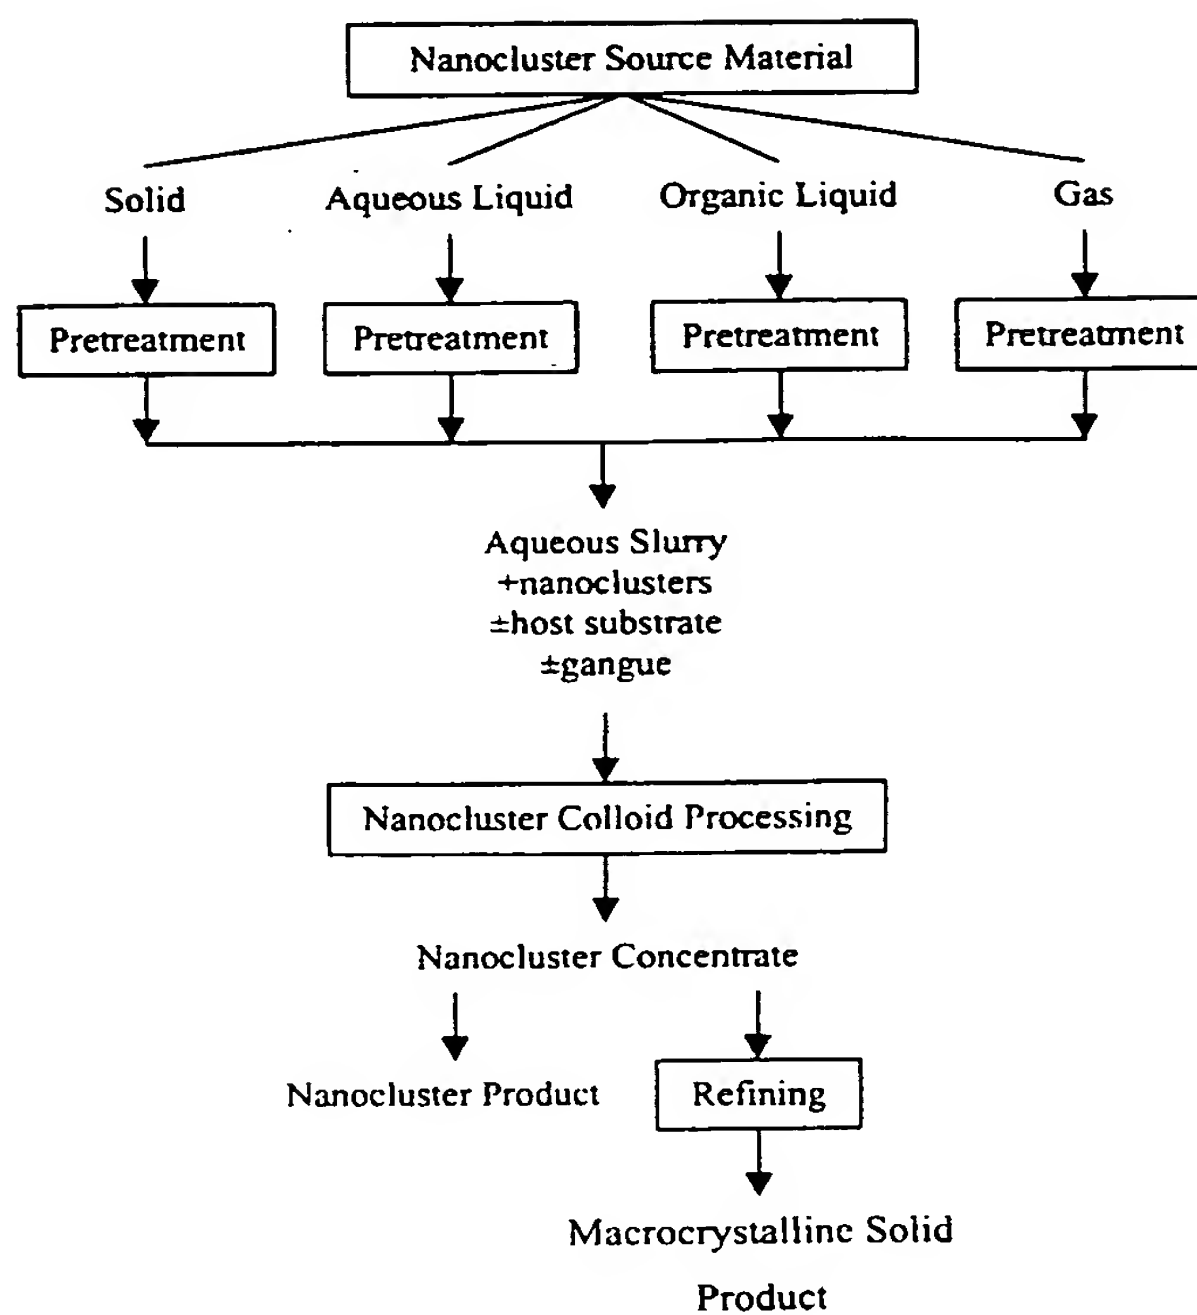 Nanocluster Source Material
Solid
Aqueous Liquid
Organic Liquid
Gas
Pretreatment
Pretreatment
Pretreatment
Pretreatment
Aqueous Slurry
+nanoclusters
±host substrate
±gangue
Nanocluster Colloid Processing
Nanocluster Concentrate
Nanocluster Product
Refining
Macrocrystalline Solid
Product